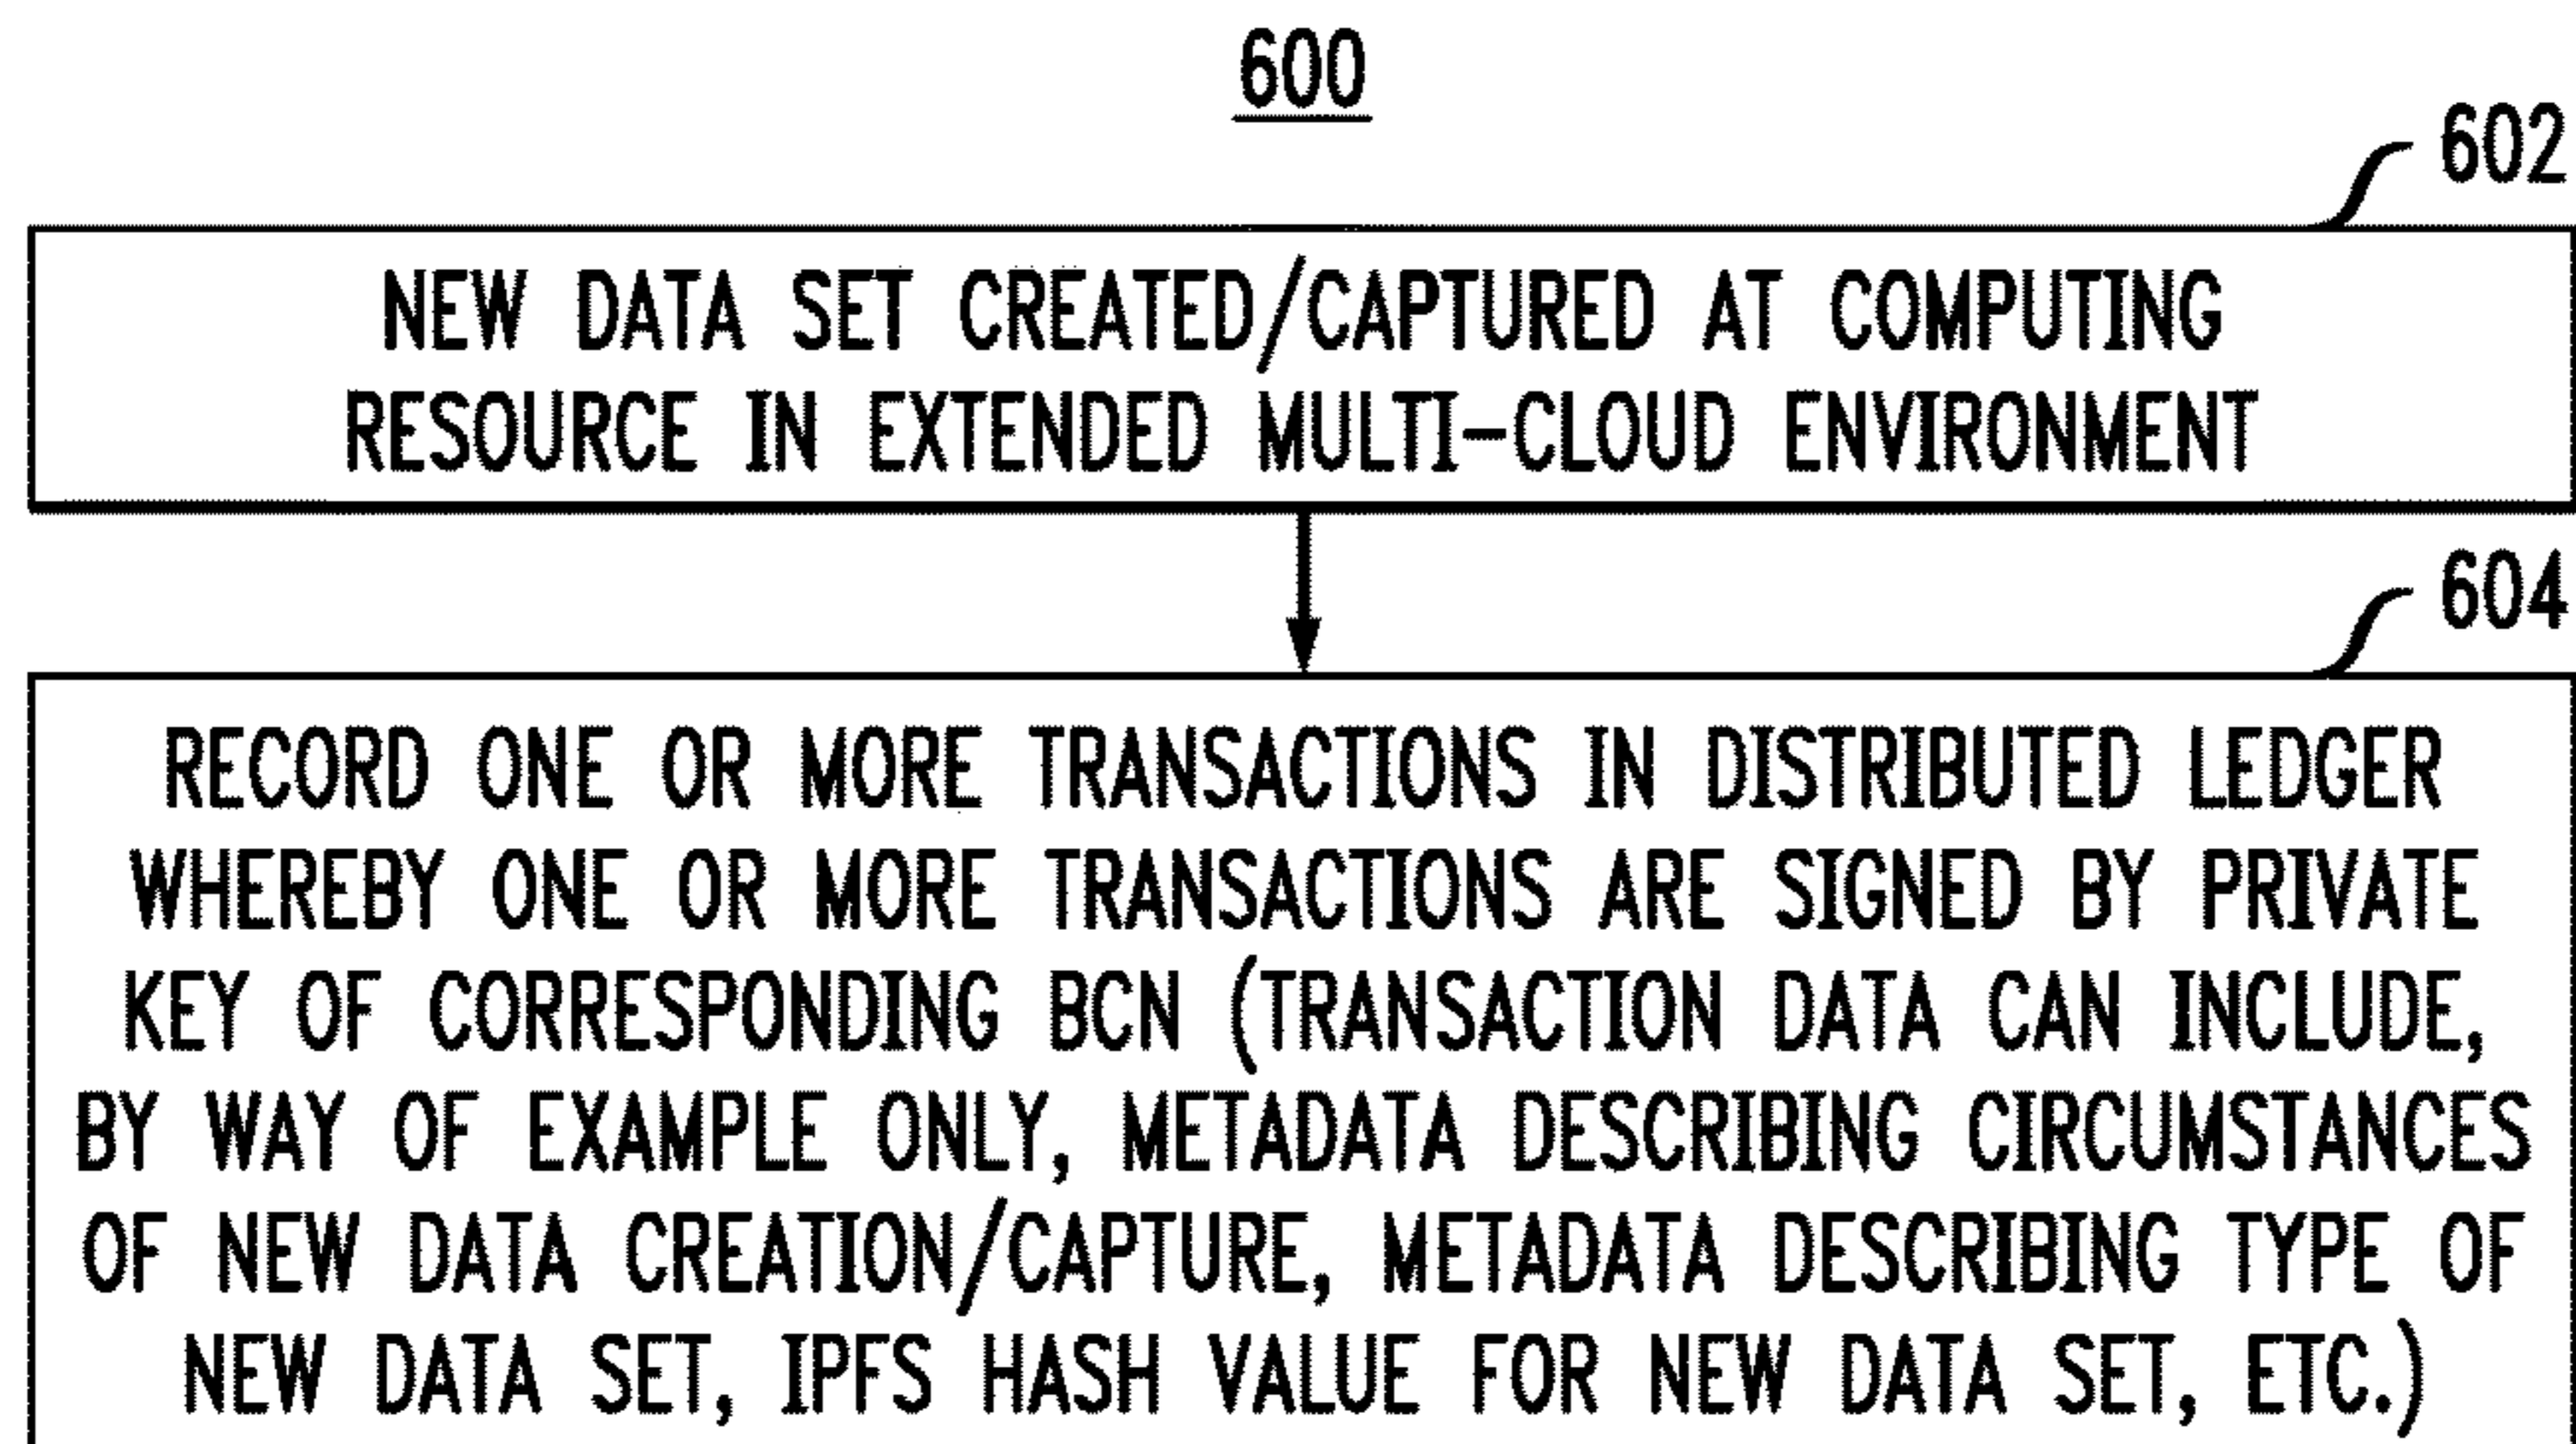 600
602
NEW DATA SET CREATED/CAPTURED AT COMPUTING
RESOURCE IN EXTENDED MULTI-CLOUD ENVIRONMENT
604
RECORD ONE OR MORE TRANSACTIONS IN DISTRIBUTED LEDGER
WHEREBY ONE OR MORE TRANSACTIONS ARE SIGNED BY PRIVATE
KEY OF CORRESPONDING BCN (TRANSACTION DATA CAN INCLUDE,
BY WAY OF EXAMPLE ONLY, METADATA DESCRIBING CIRCUMSTANCES
OF NEW DATA CREATION/CAPTURE, METADATA DESCRIBING TYPE OF
NEW DATA SET, IPFS HASH VALUE FOR NEW DATA SET, ETC.)